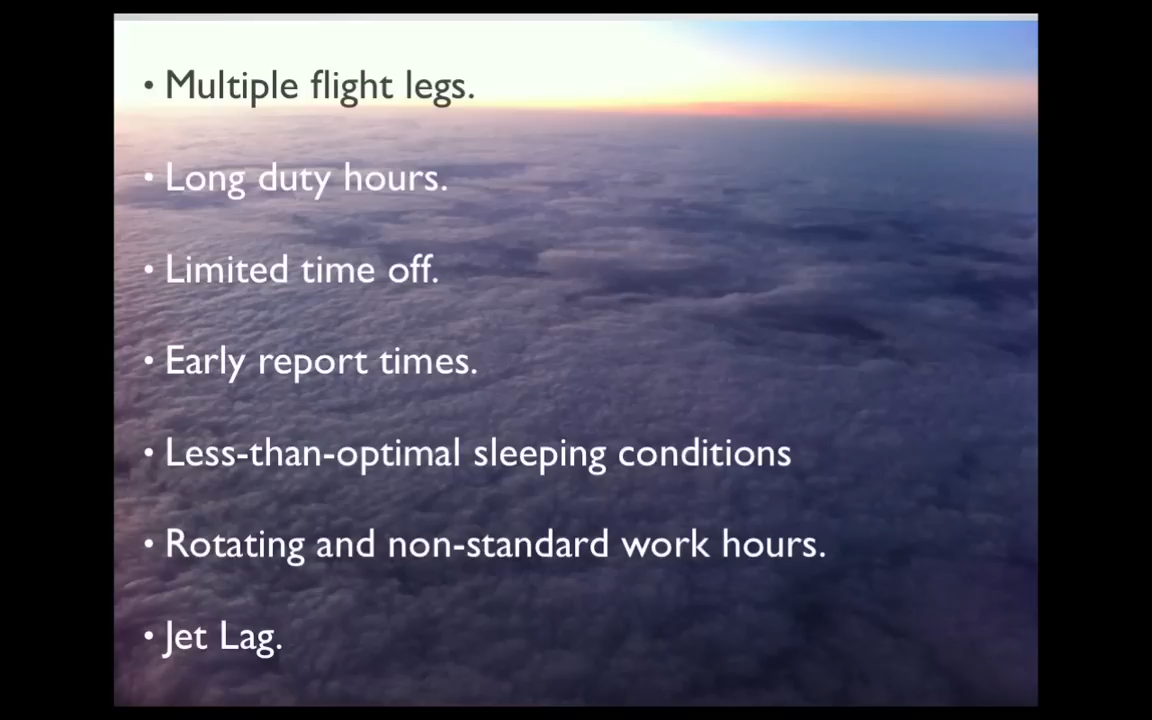 • Multiple flight legs.
• Long duty hours.
• Limited time off.
• Early report times.
• Less-than-optimal sleeping conditions
• Rotating and non-standard work hours.
• Jet Lag.